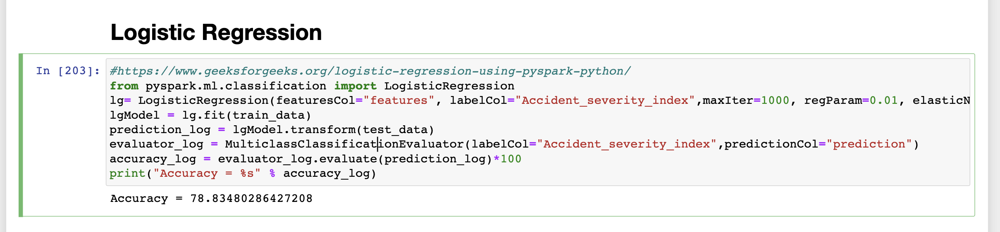 Logistic Regression
In [203]:
#https://www.geeksforgeeks.org/logistic-regression-using-pyspark-python/
from pyspark.ml.classification import LogisticRegression
lg= LogisticRegression(featuresCol="features", labelCol="Accident_severity_index",maxIter=1000, regParam=0.01, elasticN
lgModel = lg.fit(train_data)
prediction_log = lgModel.transform(test_data)
evaluator_log = MulticlassClassificationEvaluator(labelCol="Accident_severity_index",predictionCol="prediction")
accuracy_log = evaluator_log.evaluate(prediction_log)*100
print("Accuracy = %s" % accuracy_log)
Accuracy = 78.83480286427208